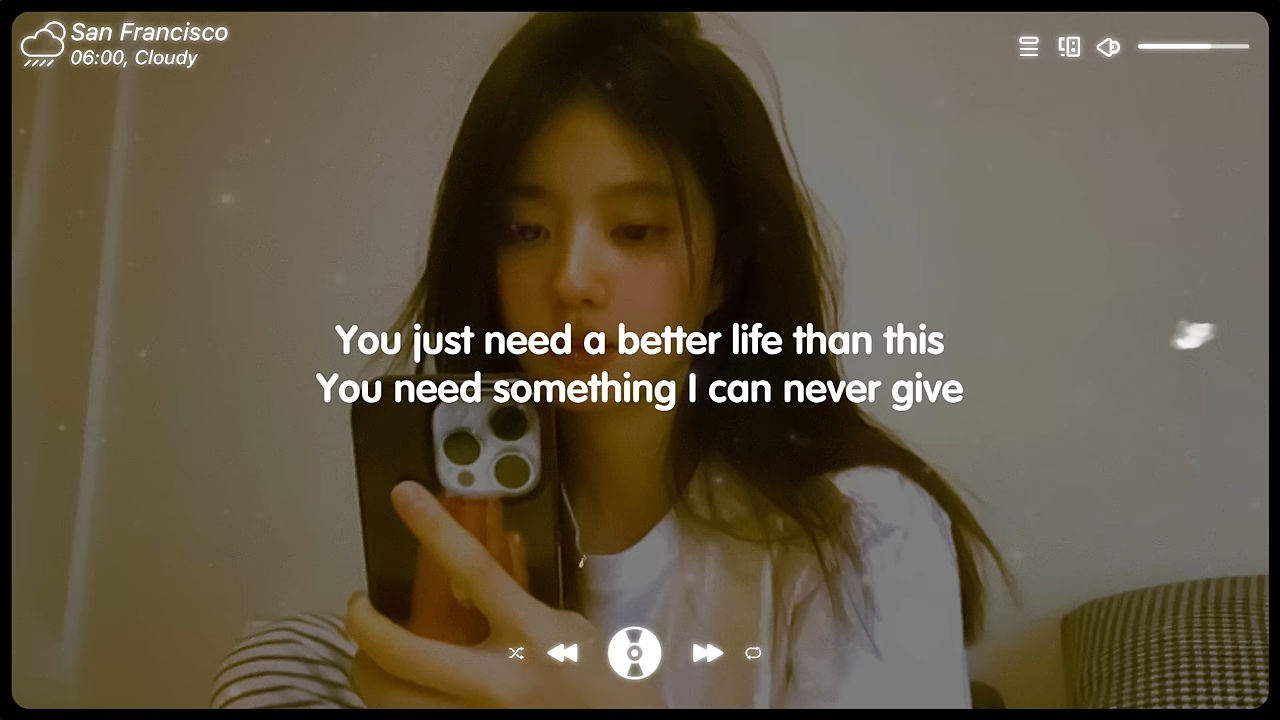 San Francisco
06:00, Cloudy
You just need a better life than this
You need something I can never give